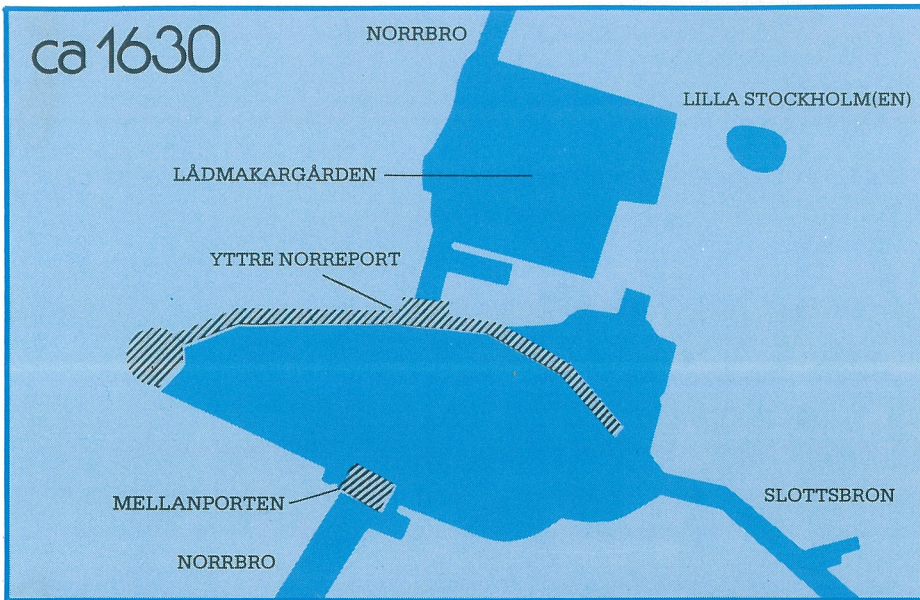 ca 1630
NORRBRO
LILLA STOCKHOLM(EN)
LÅDMAKARGÅRDEN
YTTRE NORREPORT
MELLANPORTEN
SLOTTSBRON
NORRBRO